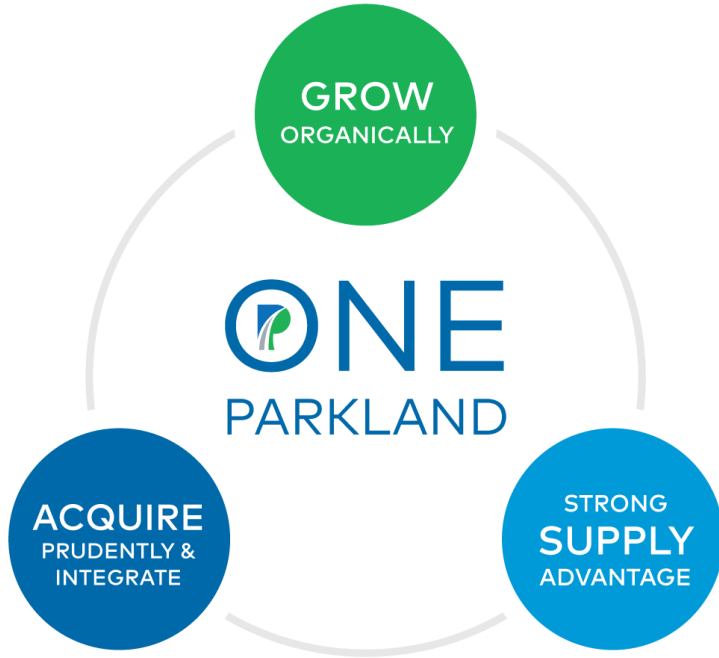 GROW
ORGANICALLY
ONE
PARKLAND
ACQUIRE
PRUDENTLY &
INTEGRATE
STRONG
SUPPLY
ADVANTAGE